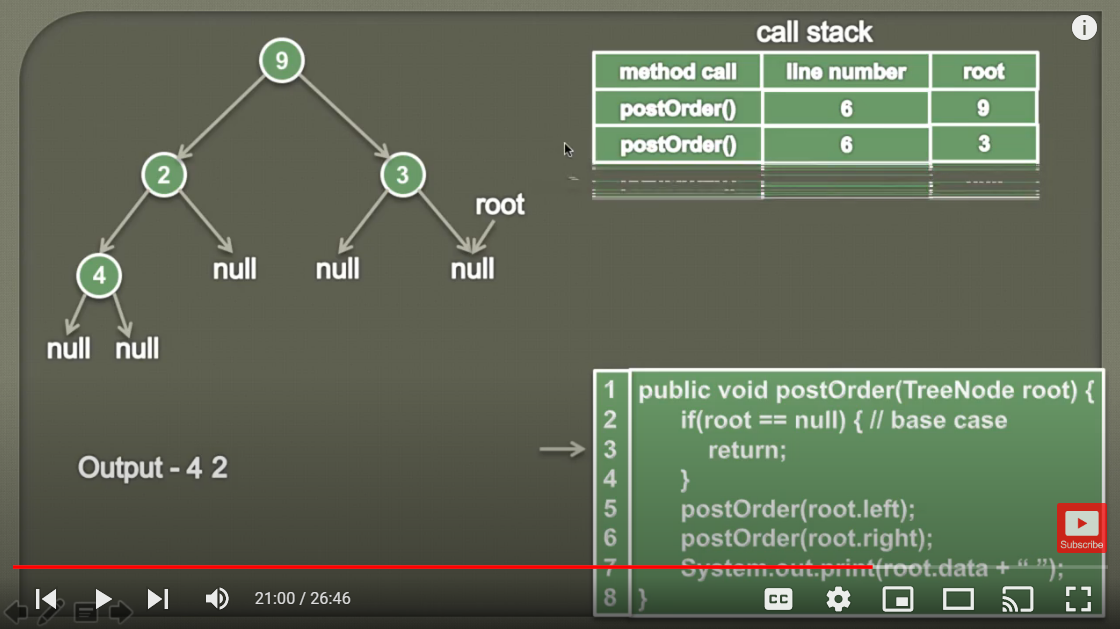 call stack
method call line number root
postOrder() 6 9
postOrder() 6 3
9
2
3
root
4
null
null
null
null
null
Output - 4 2
1 public void postOrder(TreeNode root) {
2 if(root == null) { // base case
3 return;
4 }
5 postOrder(root.left);
6 postOrder(root.right);
7 System.out.print(root.data + “ ”);
8 }
Subscribe
21:00 / 26:46
CC